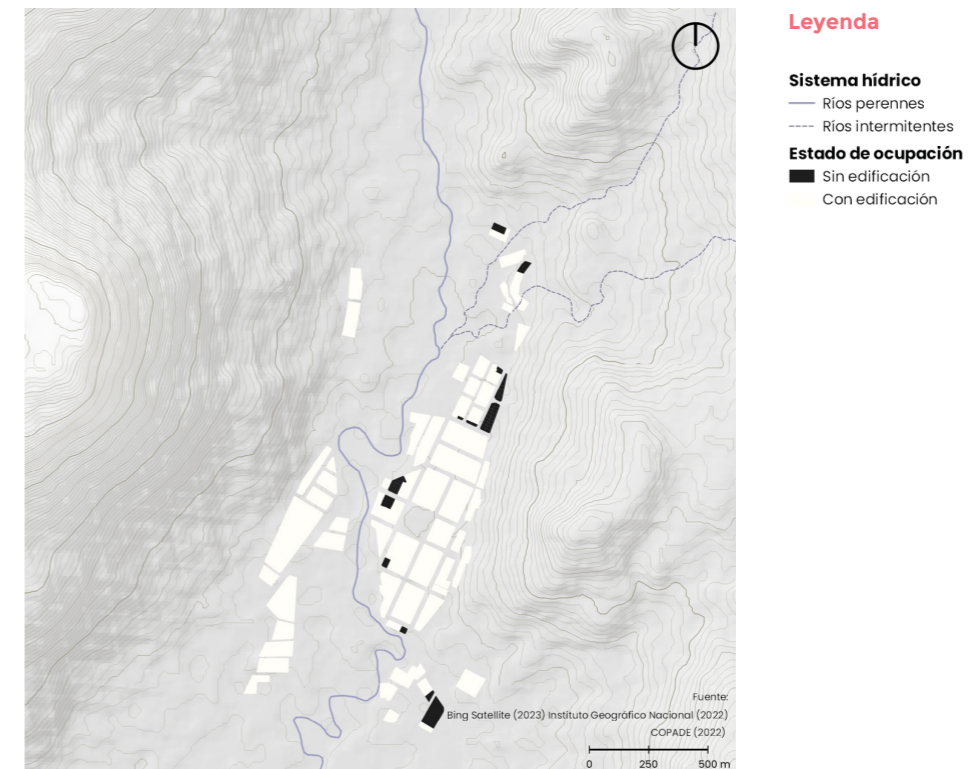 Leyenda
Sistema hídrico
Ríos perennes
Ríos intermitentes
Estado de ocupación
Sin edificación
Con edificación
Fuente:
Bing Satellite (2023) Instituto Geográfico Nacional (2022)
COPADE (2022)
0 250 500 m